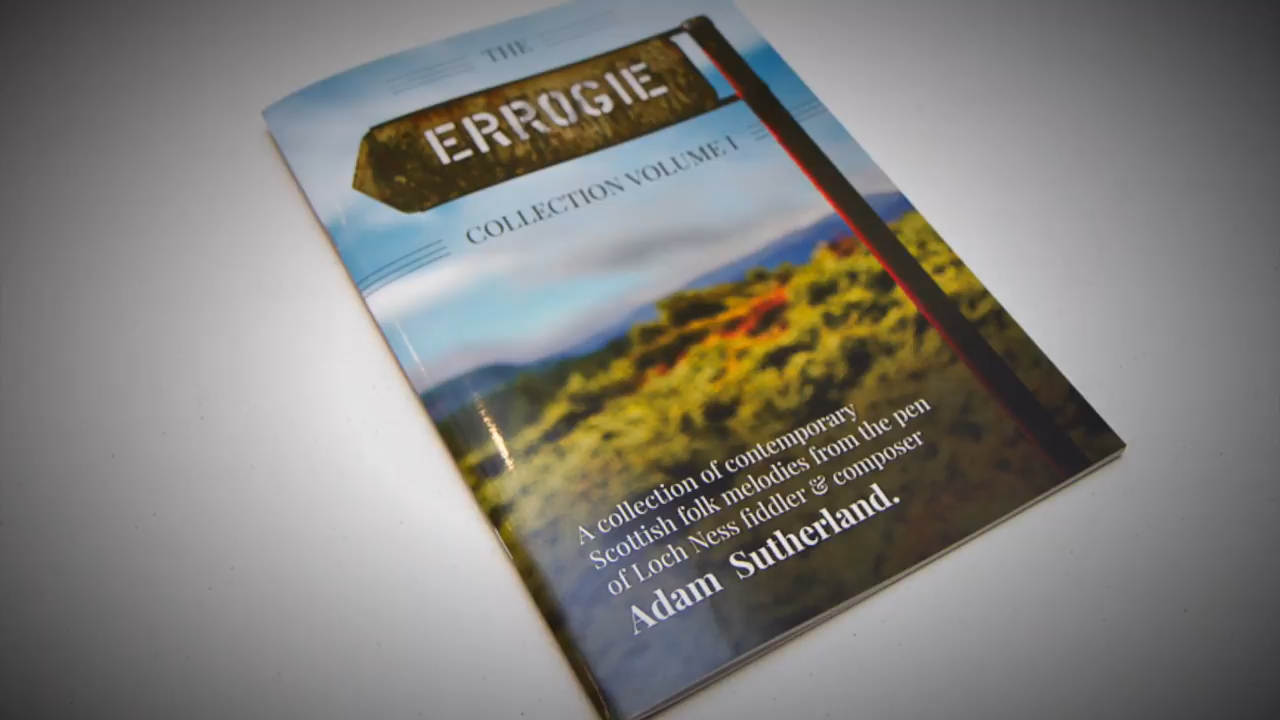 THE
ERROGIE
COLLECTION VOLUME 1
A collection of contemporary
Scottish folk melodies from the pen
of Loch Ness fiddler & composer
Adam Sutherland.